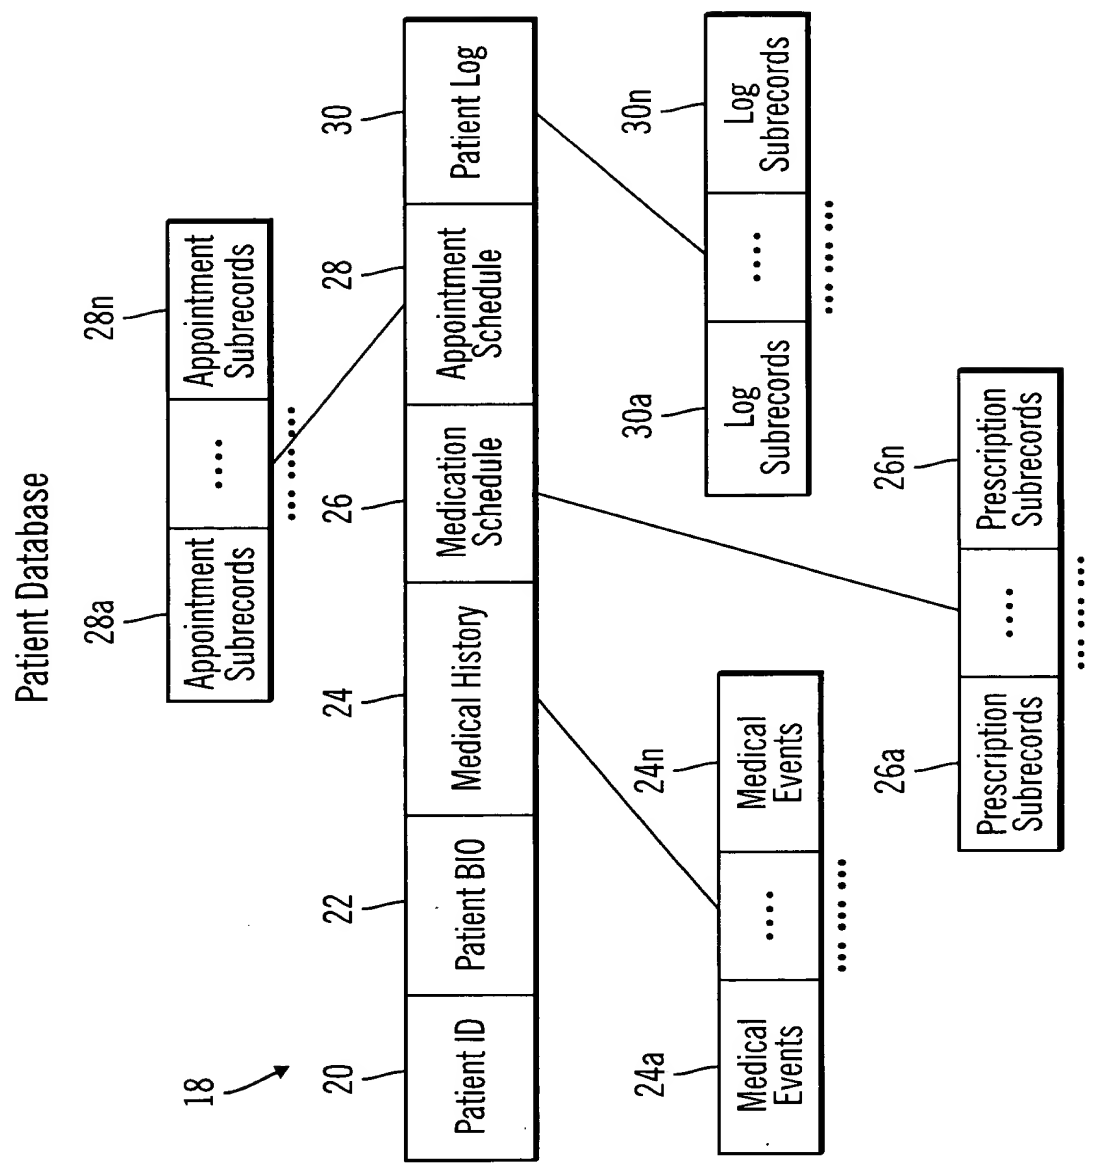 Patient Database
28a
28n
Appointment
Subrecords
....
Appointment
Subrecords
... ... ......
18
20
22
24
26
28
30
Patient ID
Patient BIO
Medical History
Medication
Schedule
Appointment
Schedule
Patient Log
24a
24n
30a
30n
Medical
Events
....
Medical
Events
... ... ...
Log
Subrecords
....
Log
Subrecords
... ... ...
26a
26n
Prescription
Subrecords
....
Prescription
Subrecords
... ... ...